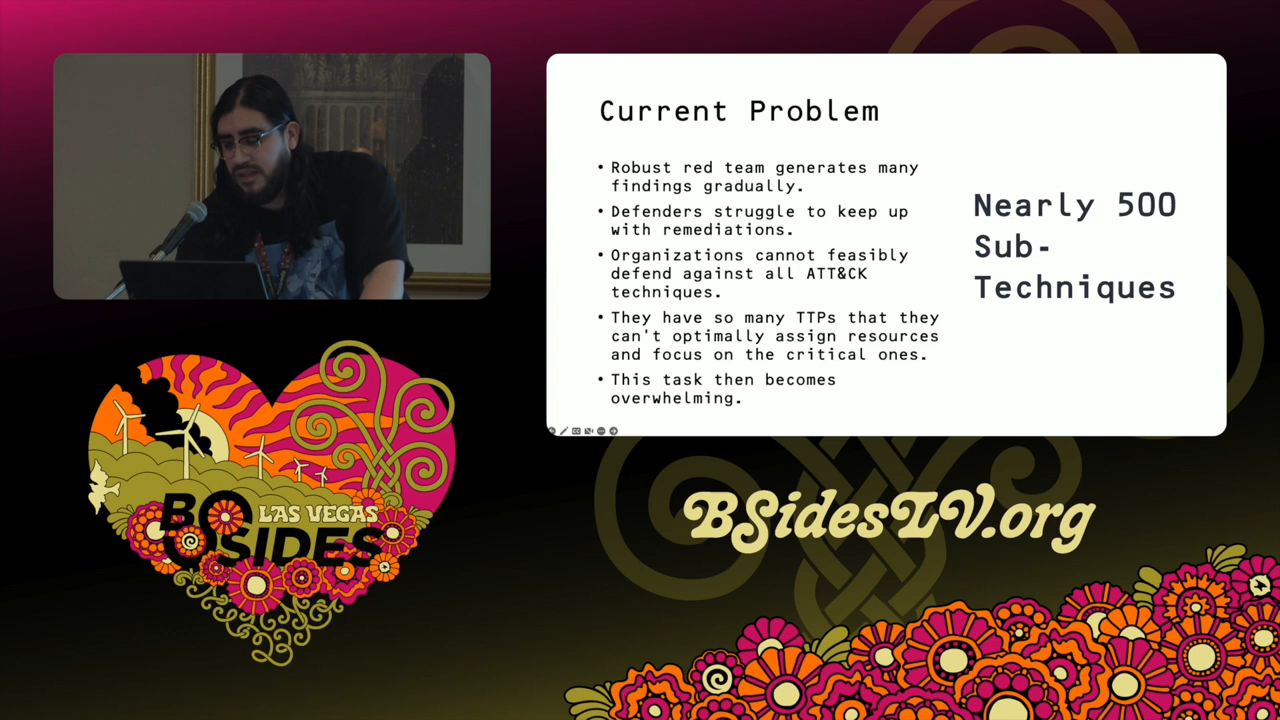 Current Problem
• Robust red team generates many
findings gradually.
• Defenders struggle to keep up
with remediations.
• Organizations cannot feasibly
defend against all ATT&CK
techniques.
• They have so many TTPs that they
can't optimally assign resources
and focus on the critical ones.
• This task then becomes
overwhelming.
Nearly 500
Sub-
Techniques
LAS VEGAS
BSIDES
BSidesLV.org